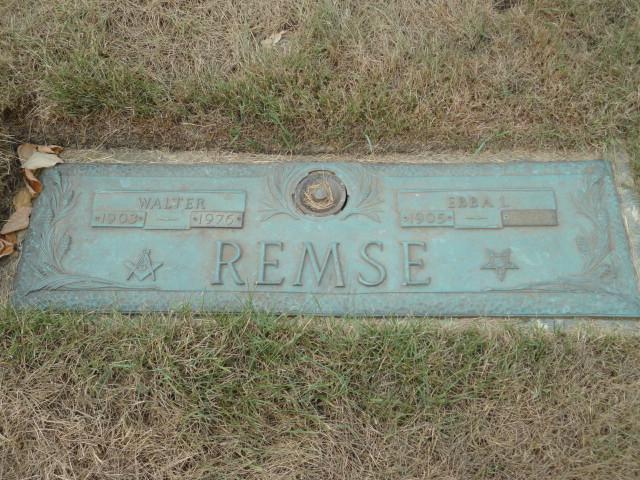 WALTER
1903 1976
EBBA L.
1905
REMSE